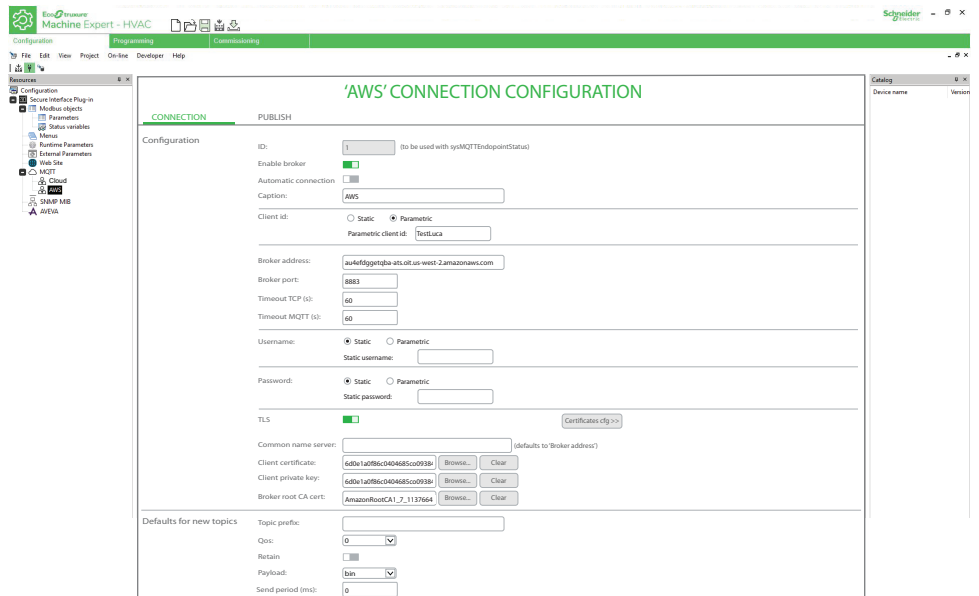 EcoStruxure
Machine Expert - HVAC
Schneider
Electric
Configuration Programming Commissioning
File Edit View Project On-line Developer Help
Resources
Configuration
Secure Interface Plug-in
Modbus objects
Parameters
Status variables
Menus
Runtime Parameters
External Parameters
Web Site
MQTT
Cloud
AWS
SNMP MIB
AVEVA
'AWS' CONNECTION CONFIGURATION
CONNECTION PUBLISH
Configuration
ID: 1 (to be used with sysMQTTEndopointStatus)
Enable broker
Automatic connection
Caption: AWS
Client id: Static Parametric
Parametric client id: TestLuca
Broker address: au4efdggetqba-ats.oit.us-west-2.amazonaws.com
Broker port: 8883
Timeout TCP (s): 60
Timeout MQTT (s): 60
Username: Static Parametric
Static username:
Password: Static Parametric
Static password:
TLS Certificates cfg >>
Common name server: (defaults to 'Broker address')
Client certificate: 6d0e1a0f86c0404685co0938 Browse... Clear
Client private key: 6d0e1a0f86c0404685co0938 Browse... Clear
Broker root CA cert: AmazonRootCA1_7_1137664 Browse... Clear
Defaults for new topics
Topic prefix:
Qos: 0
Retain
Payload: bin
Send period (ms): 0
Catalog
Device name Version